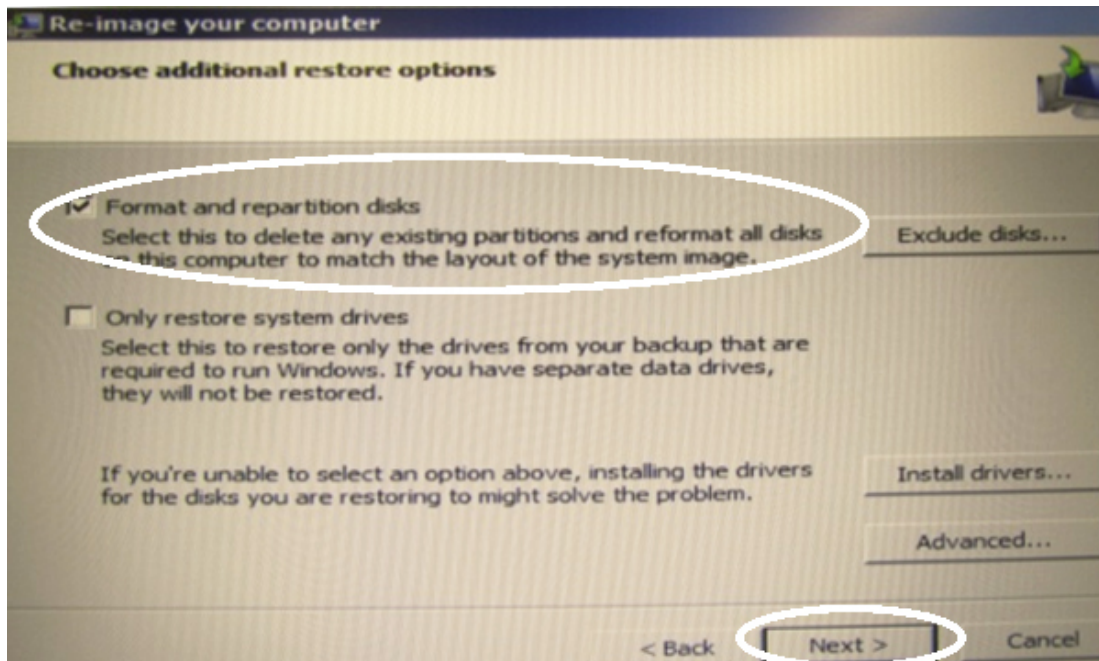 Re-image your computer
Choose additional restore options
Format and repartition disks
Select this to delete any existing partitions and reformat all disks
on this computer to match the layout of the system image.
Exclude disks...
Only restore system drives
Select this to restore only the drives from your backup that are
required to run Windows. If you have separate data drives,
they will not be restored.
If you're unable to select an option above, installing the drivers
for the disks you are restoring to might solve the problem.
Install drivers...
Advanced...
< Back
Next >
Cancel